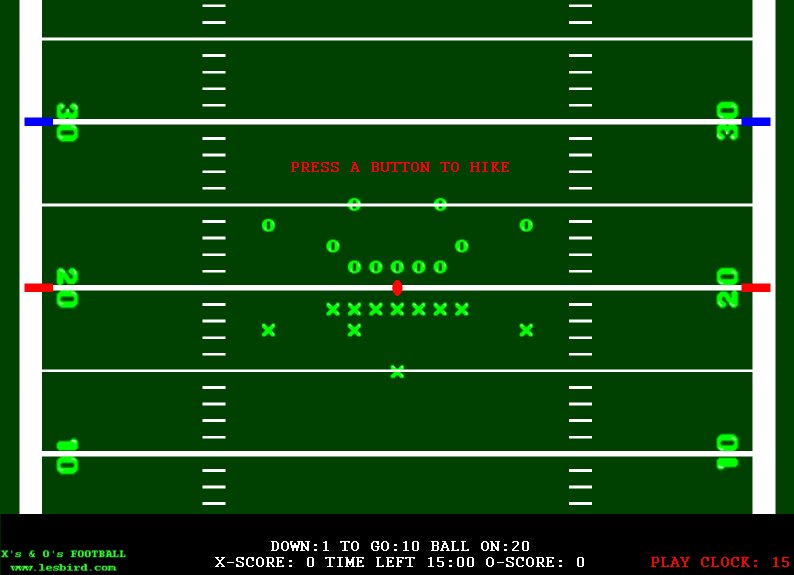 30 30
PRESS A BUTTON TO HIKE
O O
O O
O O
O O O O O
20 20
X X X X X X X
X X X
X
10 10
DOWN:1 TO GO:10 BALL ON:20
X-SCORE: 0 TIME LEFT 15:00 O-SCORE: 0
X's & O's FOOTBALL
www.lesbird.com
PLAY CLOCK: 15